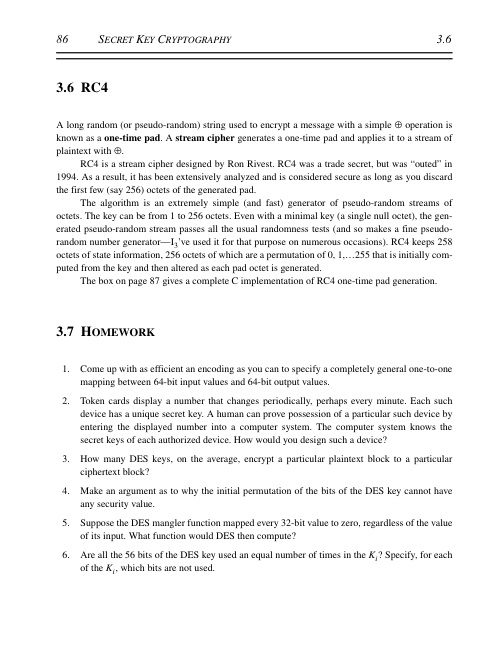 86 SECRET KEY CRYPTOGRAPHY 3.6
3.6 RC4
A long random (or pseudo-random) string used to encrypt a message with a simple ⊕ operation is
known as a one-time pad. A stream cipher generates a one-time pad and applies it to a stream of
plaintext with ⊕.
RC4 is a stream cipher designed by Ron Rivest. RC4 was a trade secret, but was “outed” in
1994. As a result, it has been extensively analyzed and is considered secure as long as you discard
the first few (say 256) octets of the generated pad.
The algorithm is an extremely simple (and fast) generator of pseudo-random streams of
octets. The key can be from 1 to 256 octets. Even with a minimal key (a single null octet), the gen-
erated pseudo-random stream passes all the usual randomness tests (and so makes a fine pseudo-
random number generator—I₃’ve used it for that purpose on numerous occasions). RC4 keeps 258
octets of state information, 256 octets of which are a permutation of 0, 1,…255 that is initially com-
puted from the key and then altered as each pad octet is generated.
The box on page 87 gives a complete C implementation of RC4 one-time pad generation.
3.7 HOMEWORK
1. Come up with as efficient an encoding as you can to specify a completely general one-to-one
mapping between 64-bit input values and 64-bit output values.
2. Token cards display a number that changes periodically, perhaps every minute. Each such
device has a unique secret key. A human can prove possession of a particular such device by
entering the displayed number into a computer system. The computer system knows the
secret keys of each authorized device. How would you design such a device?
3. How many DES keys, on the average, encrypt a particular plaintext block to a particular
ciphertext block?
4. Make an argument as to why the initial permutation of the bits of the DES key cannot have
any security value.
5. Suppose the DES mangler function mapped every 32-bit value to zero, regardless of the value
of its input. What function would DES then compute?
6. Are all the 56 bits of the DES key used an equal number of times in the Kᵢ? Specify, for each
of the Kᵢ, which bits are not used.